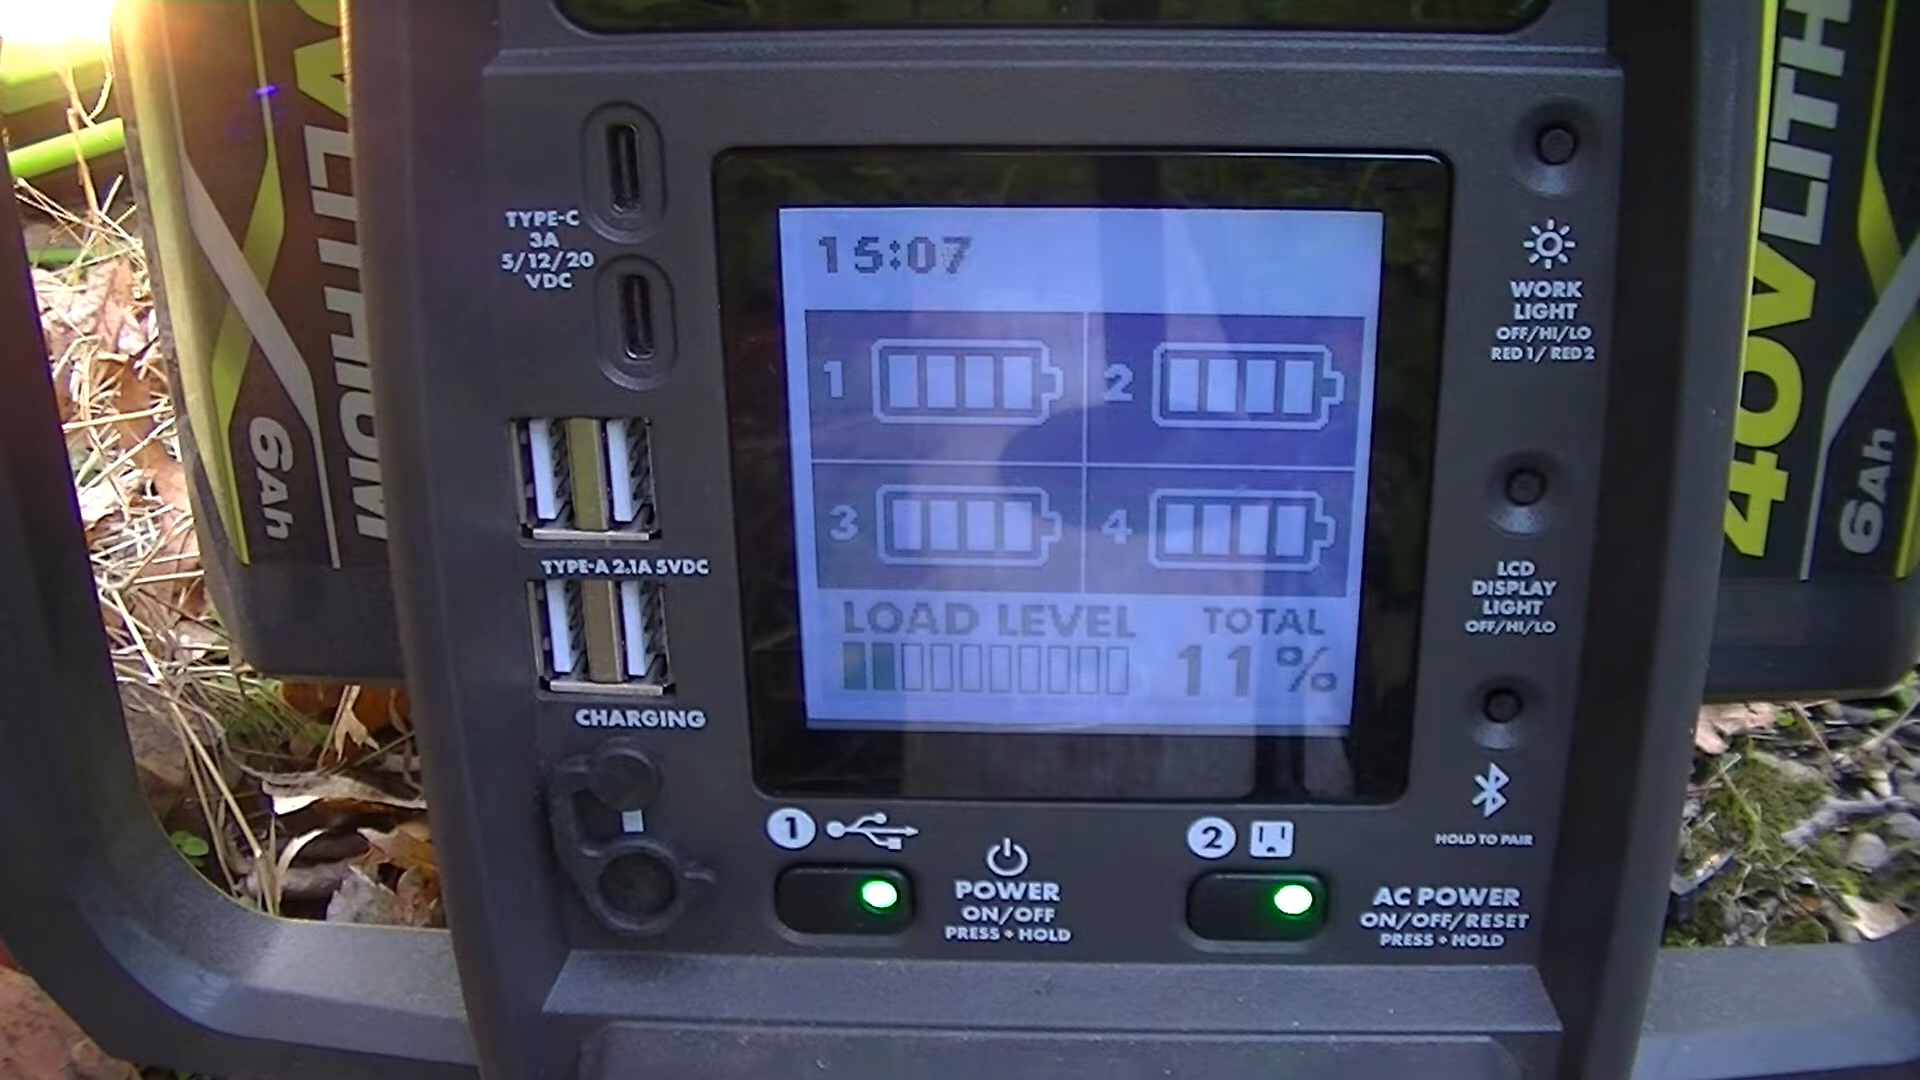 TYPE-C
3A
5/12/20
VDC
TYPE-A 2.1A 5VDC
CHARGING
15:07
1
2
3
4
LOAD LEVEL
TOTAL
11%
WORK
LIGHT
OFF/HI/LO
RED 1/ RED 2
LCD
DISPLAY
LIGHT
OFF/HI/LO
HOLD TO PAIR
1
POWER
ON/OFF
PRESS + HOLD
2
AC POWER
ON/OFF/RESET
PRESS + HOLD
6Ah
40V LITH
6Ah